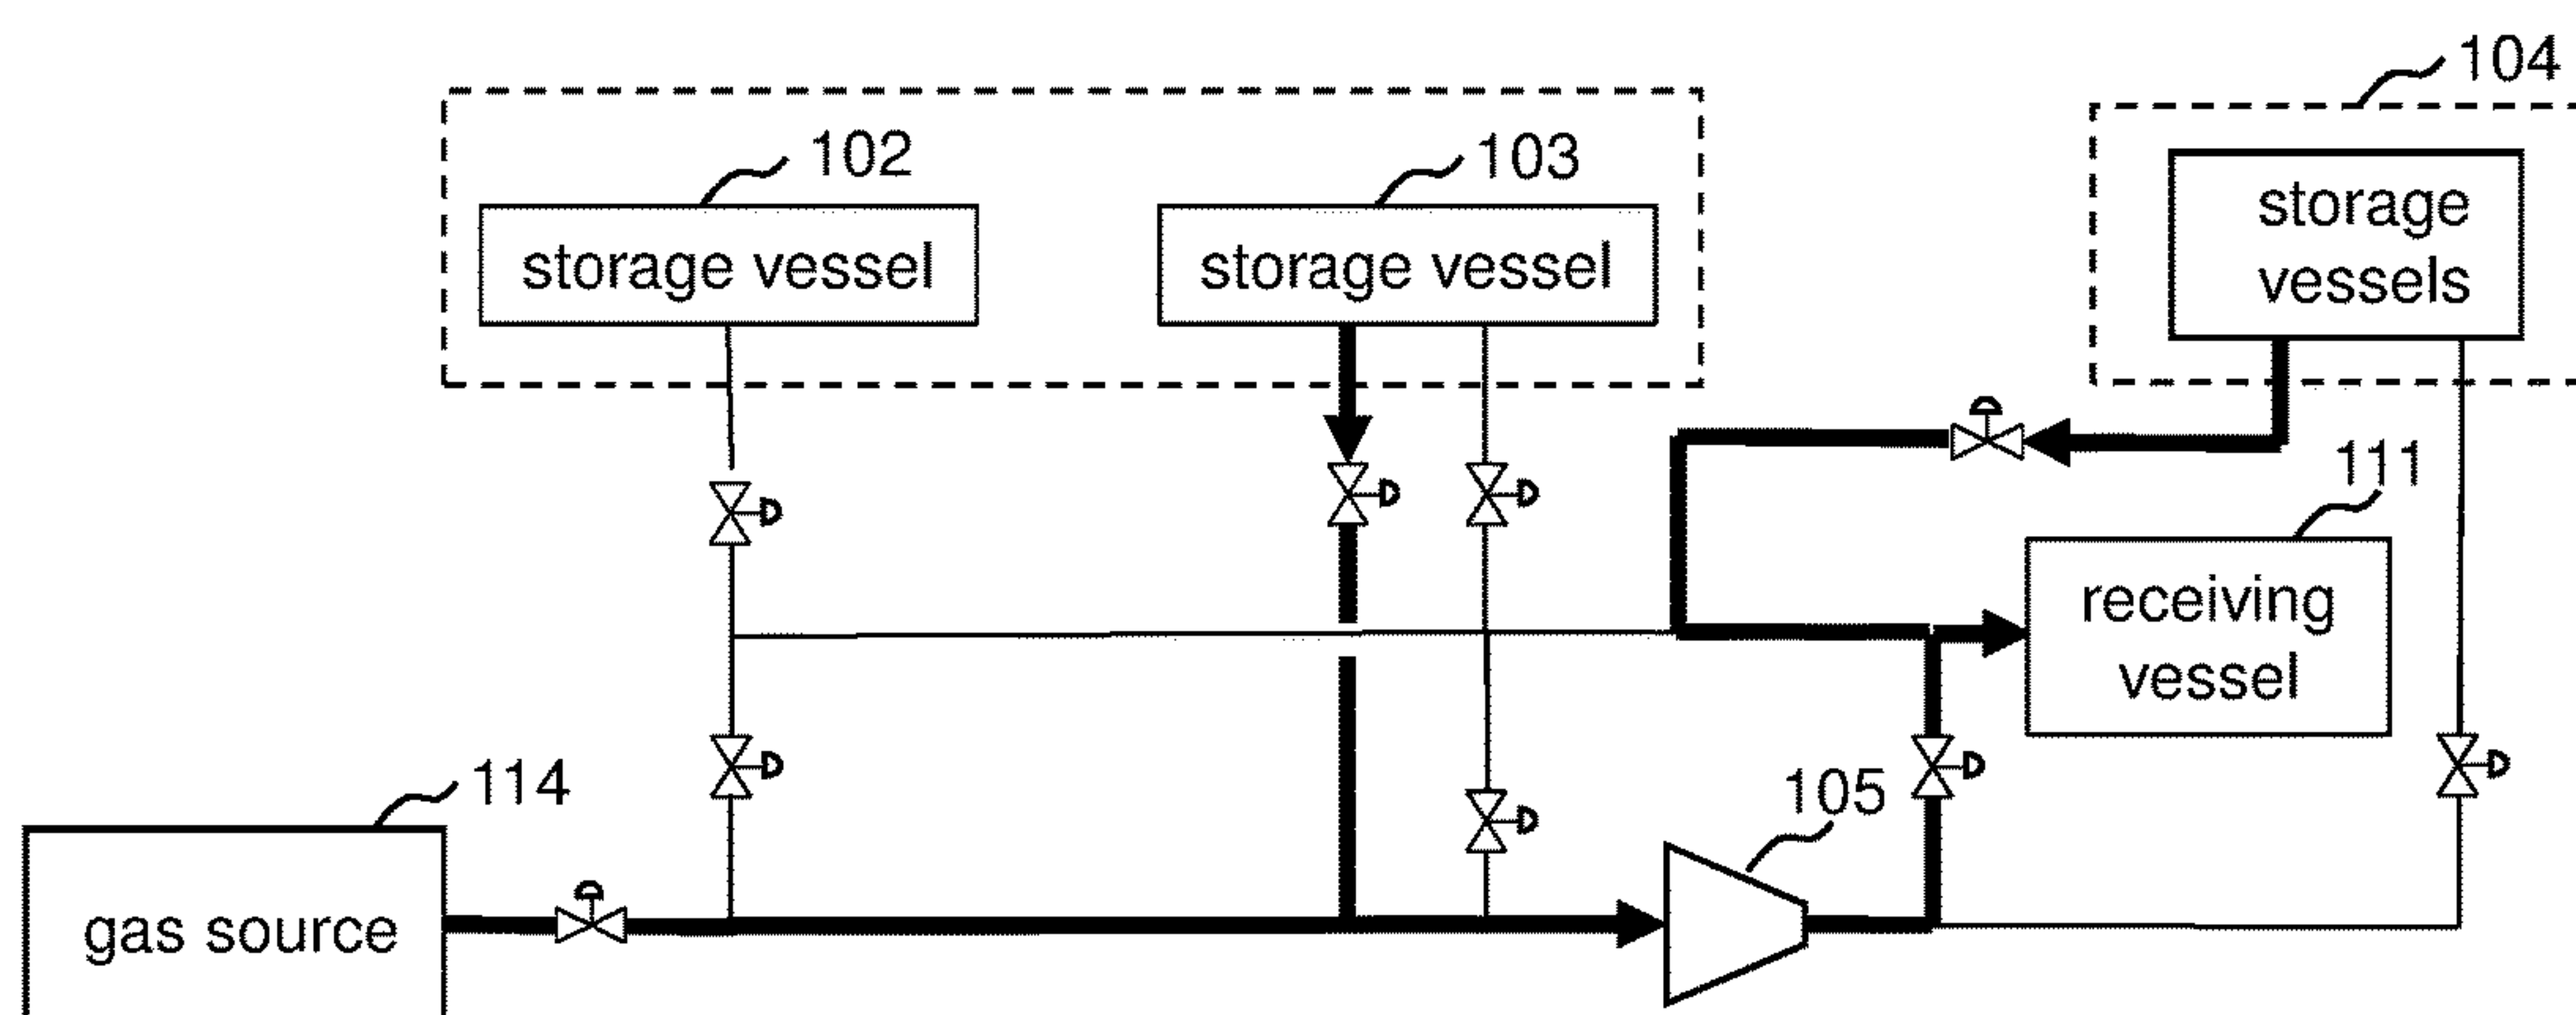 104
102
103
storage vessel
storage vessel
storage
vessels
111
receiving
vessel
114
105
gas source